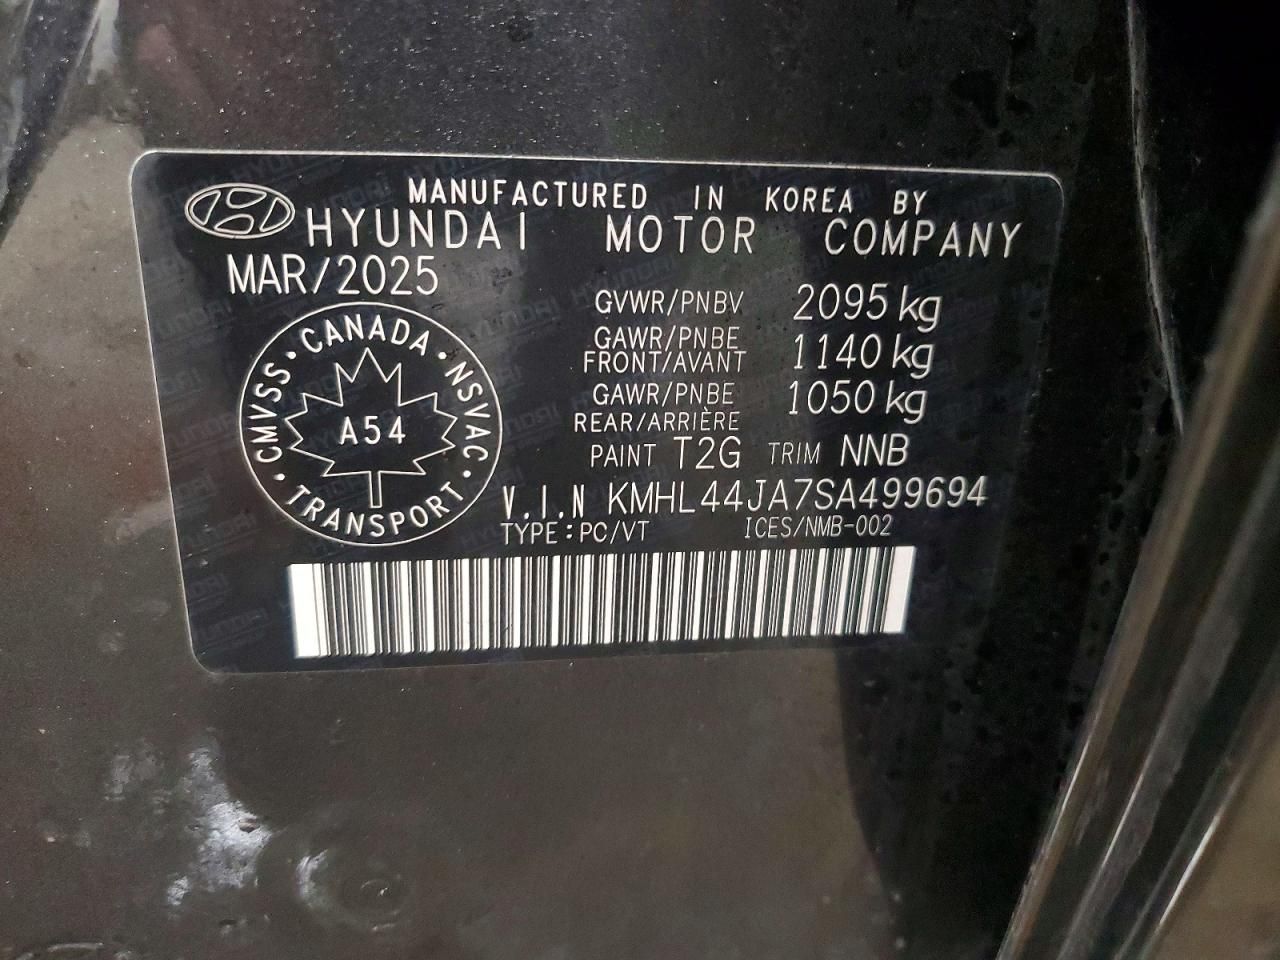 MANUFACTURED IN KOREA BY
HYUNDAI MOTOR COMPANY
MAR/2025
GVWR/PNBV 2095 kg
GAWR/PNBE FRONT/AVANT 1140 kg
GAWR/PNBE REAR/ARRIÈRE 1050 kg
PAINT T2G TRIM NNB
V.I.N KMHL44JA7SA499694
TYPE:PC/VT ICES/NMB-002
CANADA • NSVAC • TRANSPORT • CMVSS •
A54